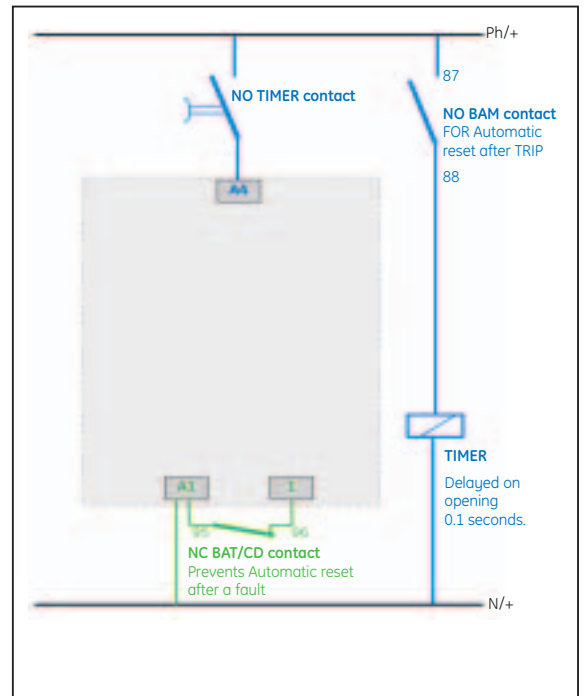 Ph/+
87
NO TIMER contact
NO BAM contact
FOR Automatic
reset after TRIP
88
A4
TIMER
Delayed on
opening
0.1 seconds.
A1
1
95
96
NC BAT/CD contact
Prevents Automatic reset
after a fault
N/+